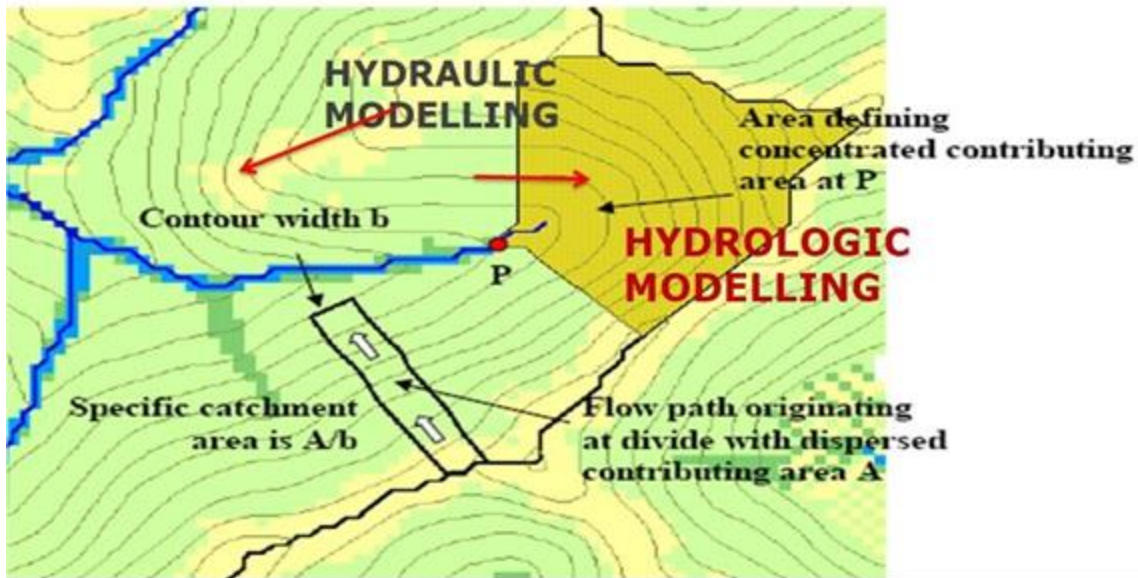 HYDRAULIC
MODELLING
Area defining
concentrated contributing
area at P
Contour width b
HYDROLOGIC
MODELLING
P
Specific catchment
area is A/b
Flow path originating
at divide with dispersed
contributing area A